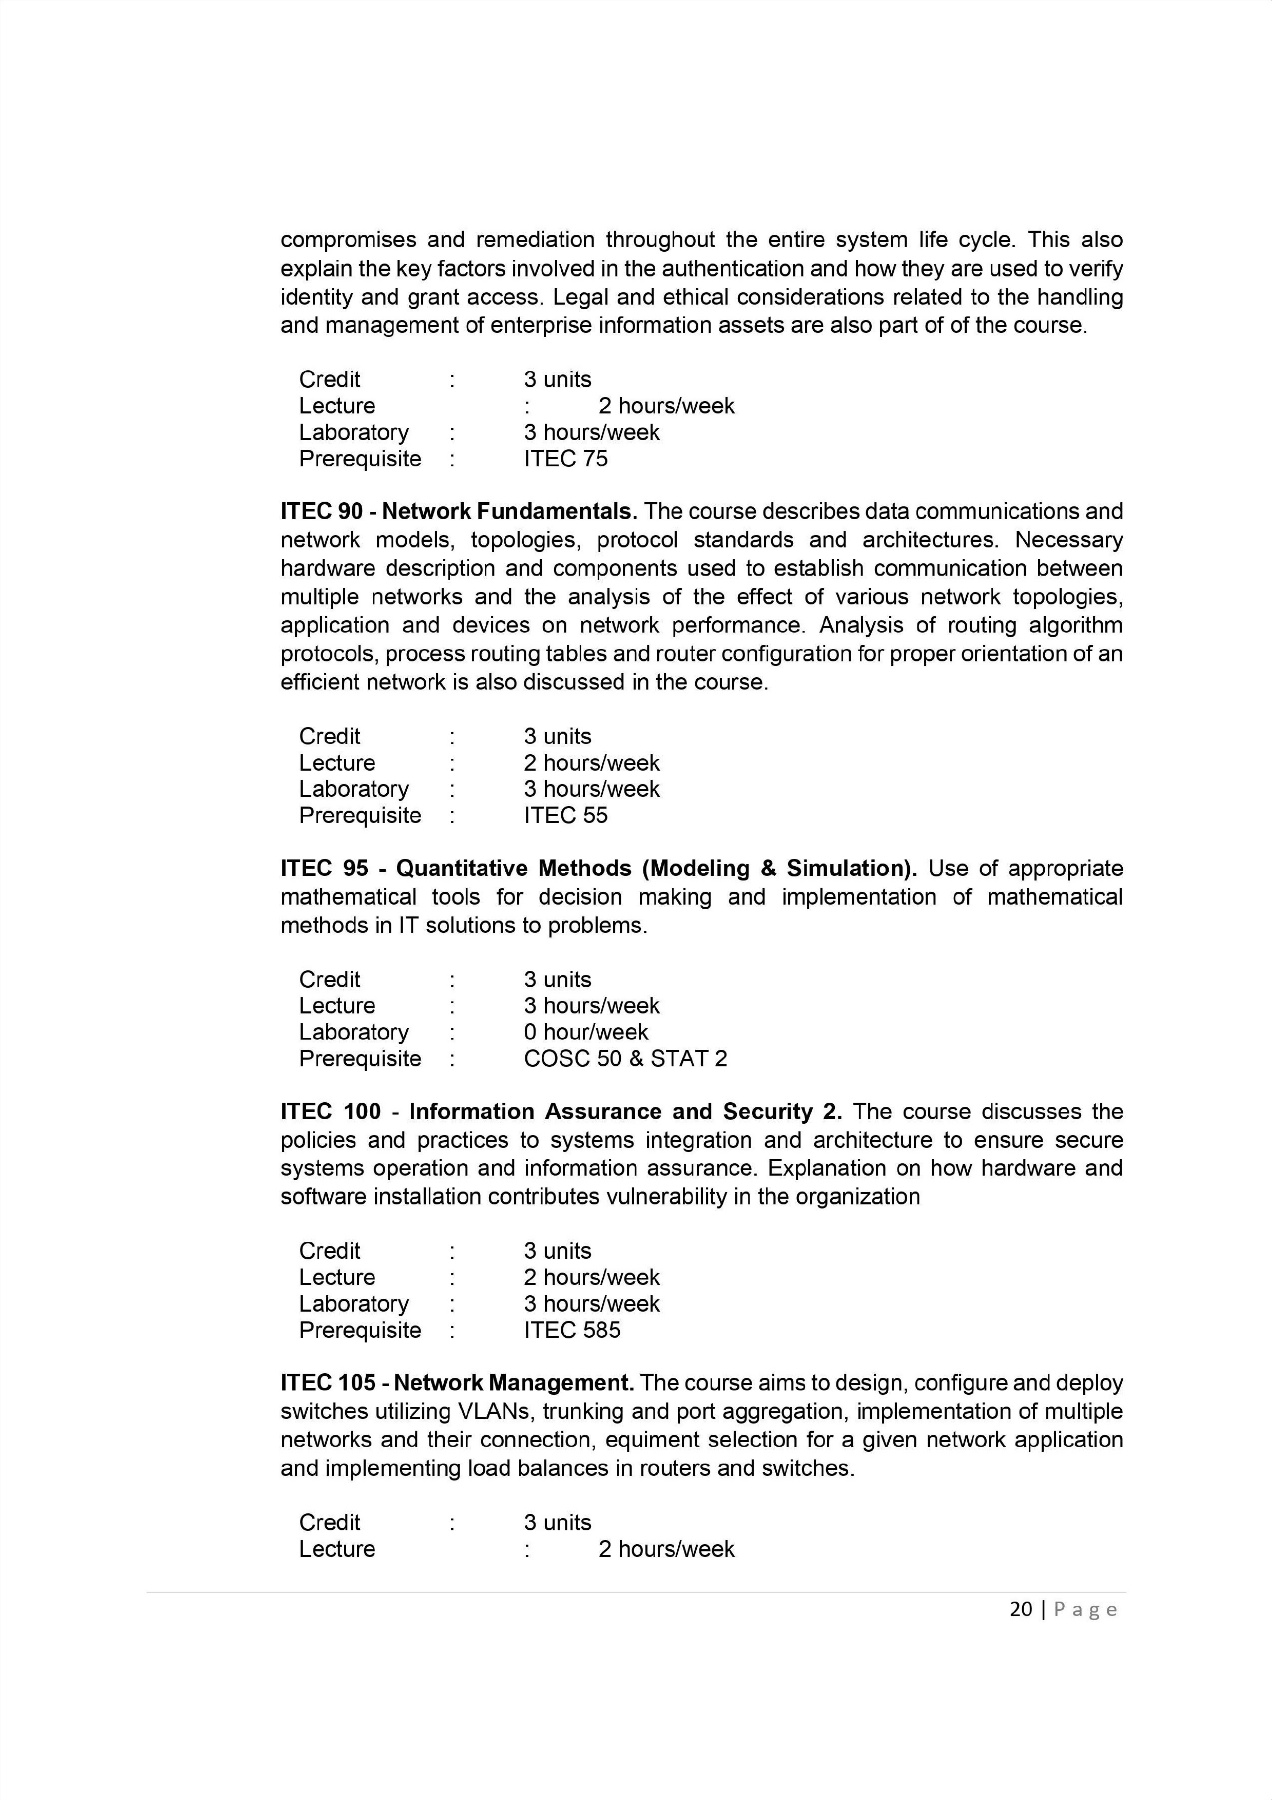 compromises and remediation throughout the entire system life cycle. This also
explain the key factors involved in the authentication and how they are used to verify
identity and grant access. Legal and ethical considerations related to the handling
and management of enterprise information assets are also part of of the course.
Credit : 3 units
Lecture : 2 hours/week
Laboratory : 3 hours/week
Prerequisite : ITEC 75
ITEC 90 - Network Fundamentals. The course describes data communications and
network models, topologies, protocol standards and architectures. Necessary
hardware description and components used to establish communication between
multiple networks and the analysis of the effect of various network topologies,
application and devices on network performance. Analysis of routing algorithm
protocols, process routing tables and router configuration for proper orientation of an
efficient network is also discussed in the course.
Credit : 3 units
Lecture : 2 hours/week
Laboratory : 3 hours/week
Prerequisite : ITEC 55
ITEC 95 - Quantitative Methods (Modeling & Simulation). Use of appropriate
mathematical tools for decision making and implementation of mathematical
methods in IT solutions to problems.
Credit : 3 units
Lecture : 3 hours/week
Laboratory : 0 hour/week
Prerequisite : COSC 50 & STAT 2
ITEC 100 - Information Assurance and Security 2. The course discusses the
policies and practices to systems integration and architecture to ensure secure
systems operation and information assurance. Explanation on how hardware and
software installation contributes vulnerability in the organization
Credit : 3 units
Lecture : 2 hours/week
Laboratory : 3 hours/week
Prerequisite : ITEC 585
ITEC 105 - Network Management. The course aims to design, configure and deploy
switches utilizing VLANs, trunking and port aggregation, implementation of multiple
networks and their connection, equiment selection for a given network application
and implementing load balances in routers and switches.
Credit : 3 units
Lecture : 2 hours/week
20 | Page